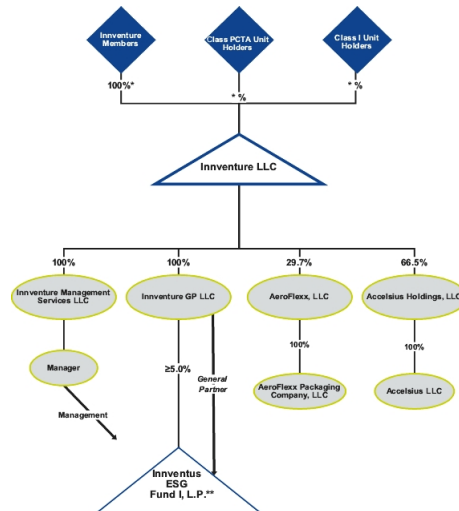 Innventure
Members
Class PCTA Unit
Holders
Class I Unit
Holders
100%*
* %
* %
Innventure LLC
100%
100%
29.7%
66.5%
Innventure Management
Services LLC
Innventure GP LLC
AeroFlexx, LLC
Accelsius Holdings, LLC
Manager
≥5.0%
General
Partner
100%
100%
AeroFlexx Packaging
Company, LLC
Accelsius LLC
Management
Innventus
ESG
Fund I, L.P.**